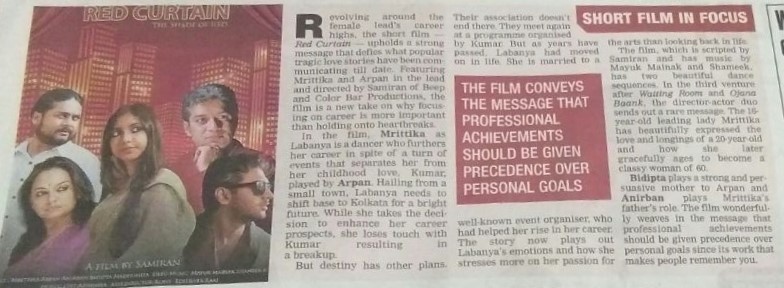 RED CURTAIN
A FILM BY SAMIRAN
Revolving around the
female lead's career
highs, the short film —
Red Curtain — upholds a strong
message that defies what popular
tragic love stories have been com-
municating till date. Featuring
Mrittika and Arpan in the lead
and directed by Samiran of Beep
and Color Bar Productions, the
film is a new take on why focus-
ing on career is more important
than holding onto heartbreaks.
In the film, Mrittika as
Labanya is a dancer who furthers
her career in spite of a turn of
events that separates her from
her childhood love, Kumar,
played by Arpan. Hailing from a
small town, Labanya needs to
shift base to Kolkata for a bright
future. While she takes the deci-
sion to enhance her career
prospects, she loses touch with
Kumar resulting in
a breakup.
But destiny has other plans.
Their association doesn't
end there. They meet again
at a programme organised
by Kumar. But as years have
passed, Labanya had moved
on in life. She is married to a
THE FILM CONVEYS
THE MESSAGE THAT
PROFESSIONAL
ACHIEVEMENTS
SHOULD BE GIVEN
PRECEDENCE OVER
PERSONAL GOALS
well-known event organiser, who
had helped her rise in her career.
The story now plays out
Labanya's emotions and how she
stresses more on her passion for
SHORT FILM IN FOCUS
the arts than looking back in life.
The film, which is scripted by
Samiran and has music by
Mayuk Mainak and Shameek,
has two beautiful dance
sequences. In the third venture
after Waiting Room and Ojana
Baank, the director-actor duo
sends out a rare message. The 16-
year-old leading lady Mrittika
has beautifully expressed the
love and longings of a 20-year-old
and how she later
gracefully ages to become a
classy woman of 60.
Bidipta plays a strong and per-
suasive mother to Arpan and
Anirban plays Mrittika's
father's role. The film wonderful-
ly weaves in the message that
professional achievements
should be given precedence over
personal goals since its work that
makes people remember you.